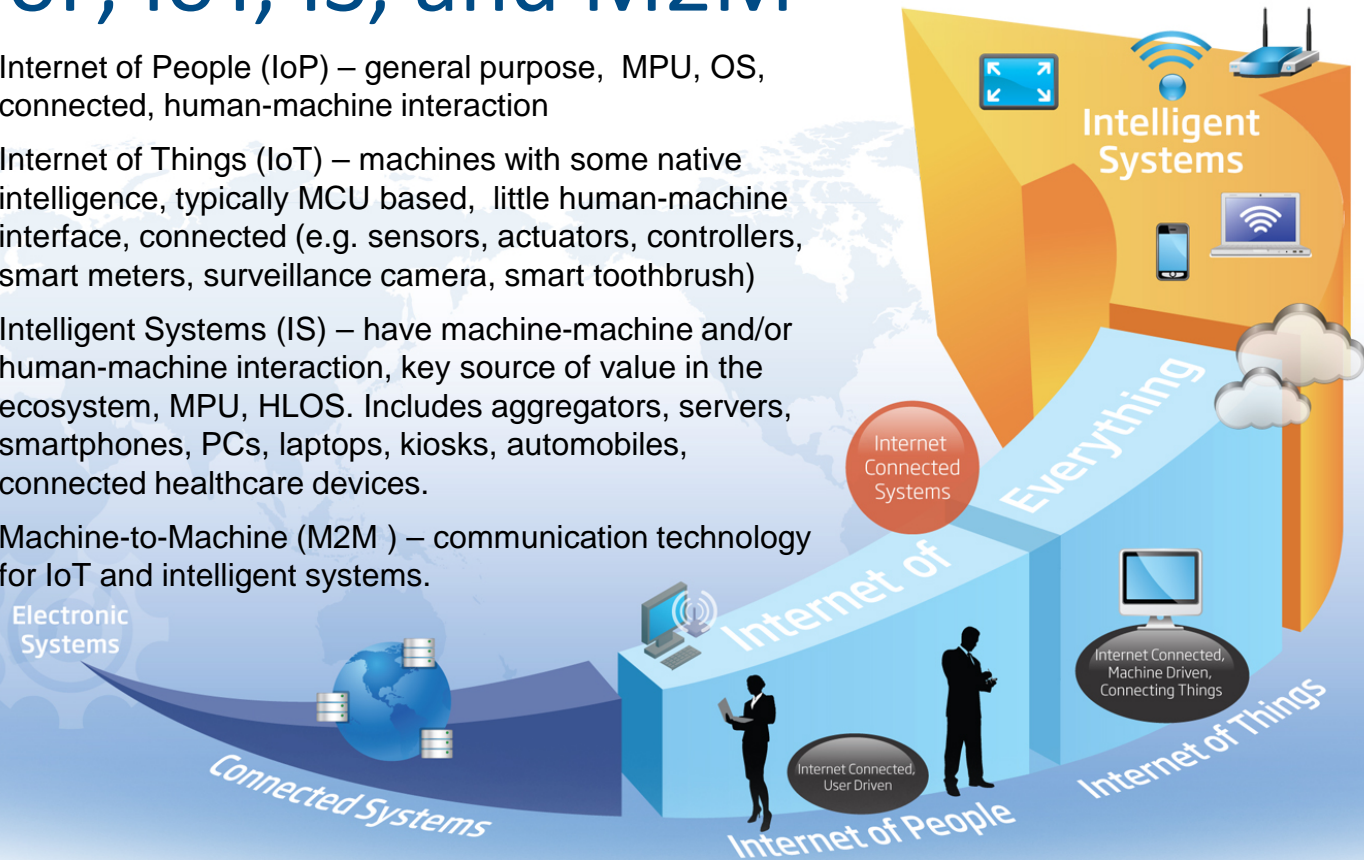 IoP, IoT, IS, and M2M
Internet of People (IoP) – general purpose, MPU, OS,
connected, human-machine interaction
Internet of Things (IoT) – machines with some native
intelligence, typically MCU based, little human-machine
interface, connected (e.g. sensors, actuators, controllers,
smart meters, surveillance camera, smart toothbrush)
Intelligent Systems (IS) – have machine-machine and/or
human-machine interaction, key source of value in the
ecosystem, MPU, HLOS. Includes aggregators, servers,
smartphones, PCs, laptops, kiosks, automobiles,
connected healthcare devices.
Machine-to-Machine (M2M ) – communication technology
for IoT and intelligent systems.
Intelligent
Systems
Internet
Connected
Systems
Internet of Everything
Electronic
Systems
Connected Systems
Internet Connected,
User Driven
Internet of People
Internet Connected,
Machine Driven,
Connecting Things
Internet of Things